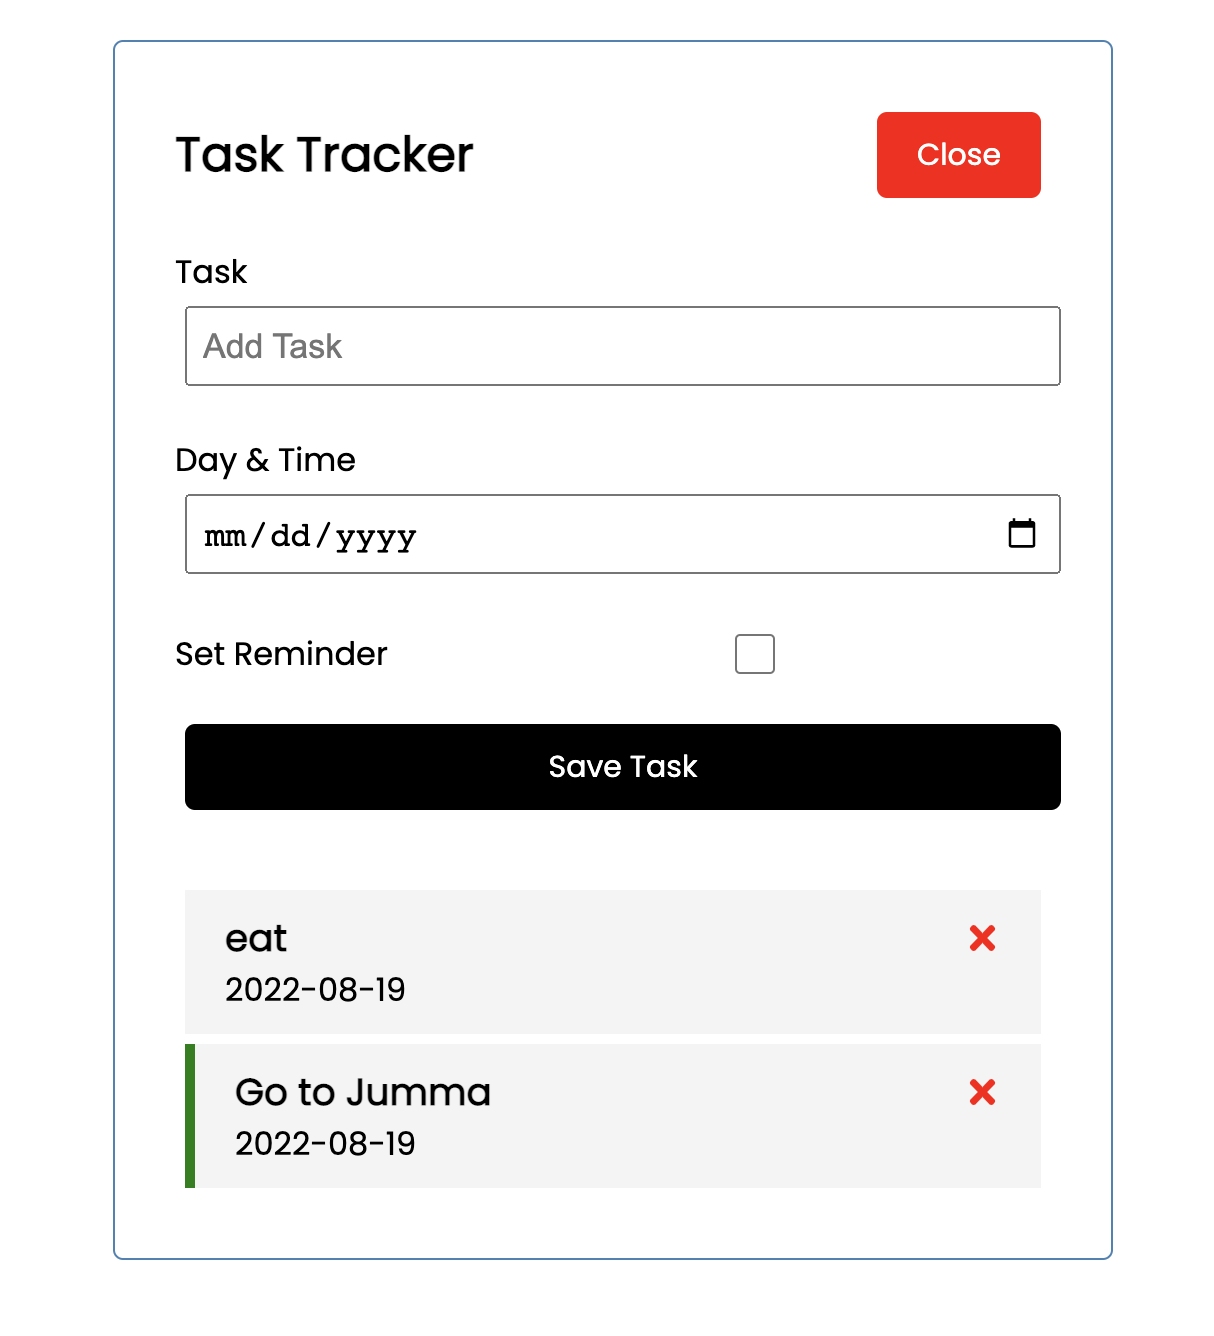 Task Tracker
Close
Task
Add Task
Day & Time
mm/dd/yyyy
Set Reminder
Save Task
eat
2022-08-19
Go to Jumma
2022-08-19